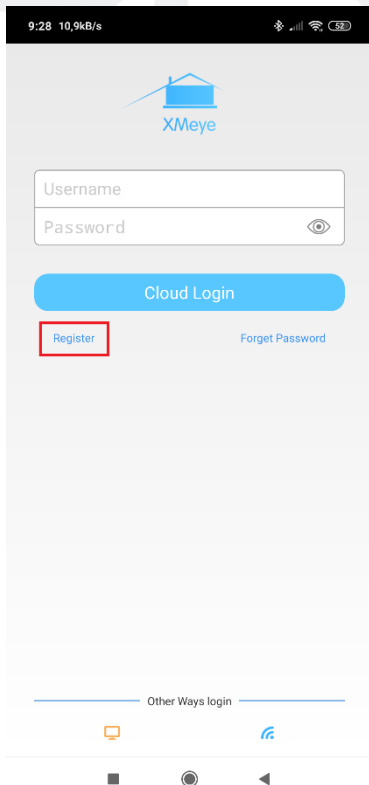 9:28 10,9kB/s 52
XMeye
Username
Password
Cloud Login
Register Forget Password
Other Ways login